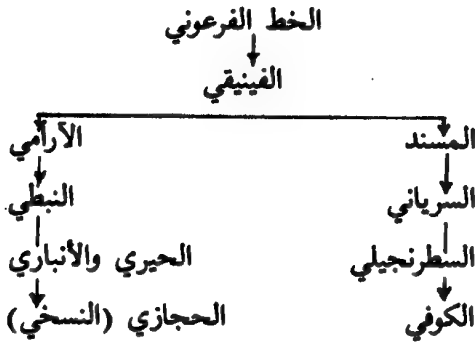 الخط الفرعوني
الفينيقي
المسند الآرامي
السرياني النبطي
السطرنجيلي الحيري والأنباري
الكوفي الحجازي (النسخي)